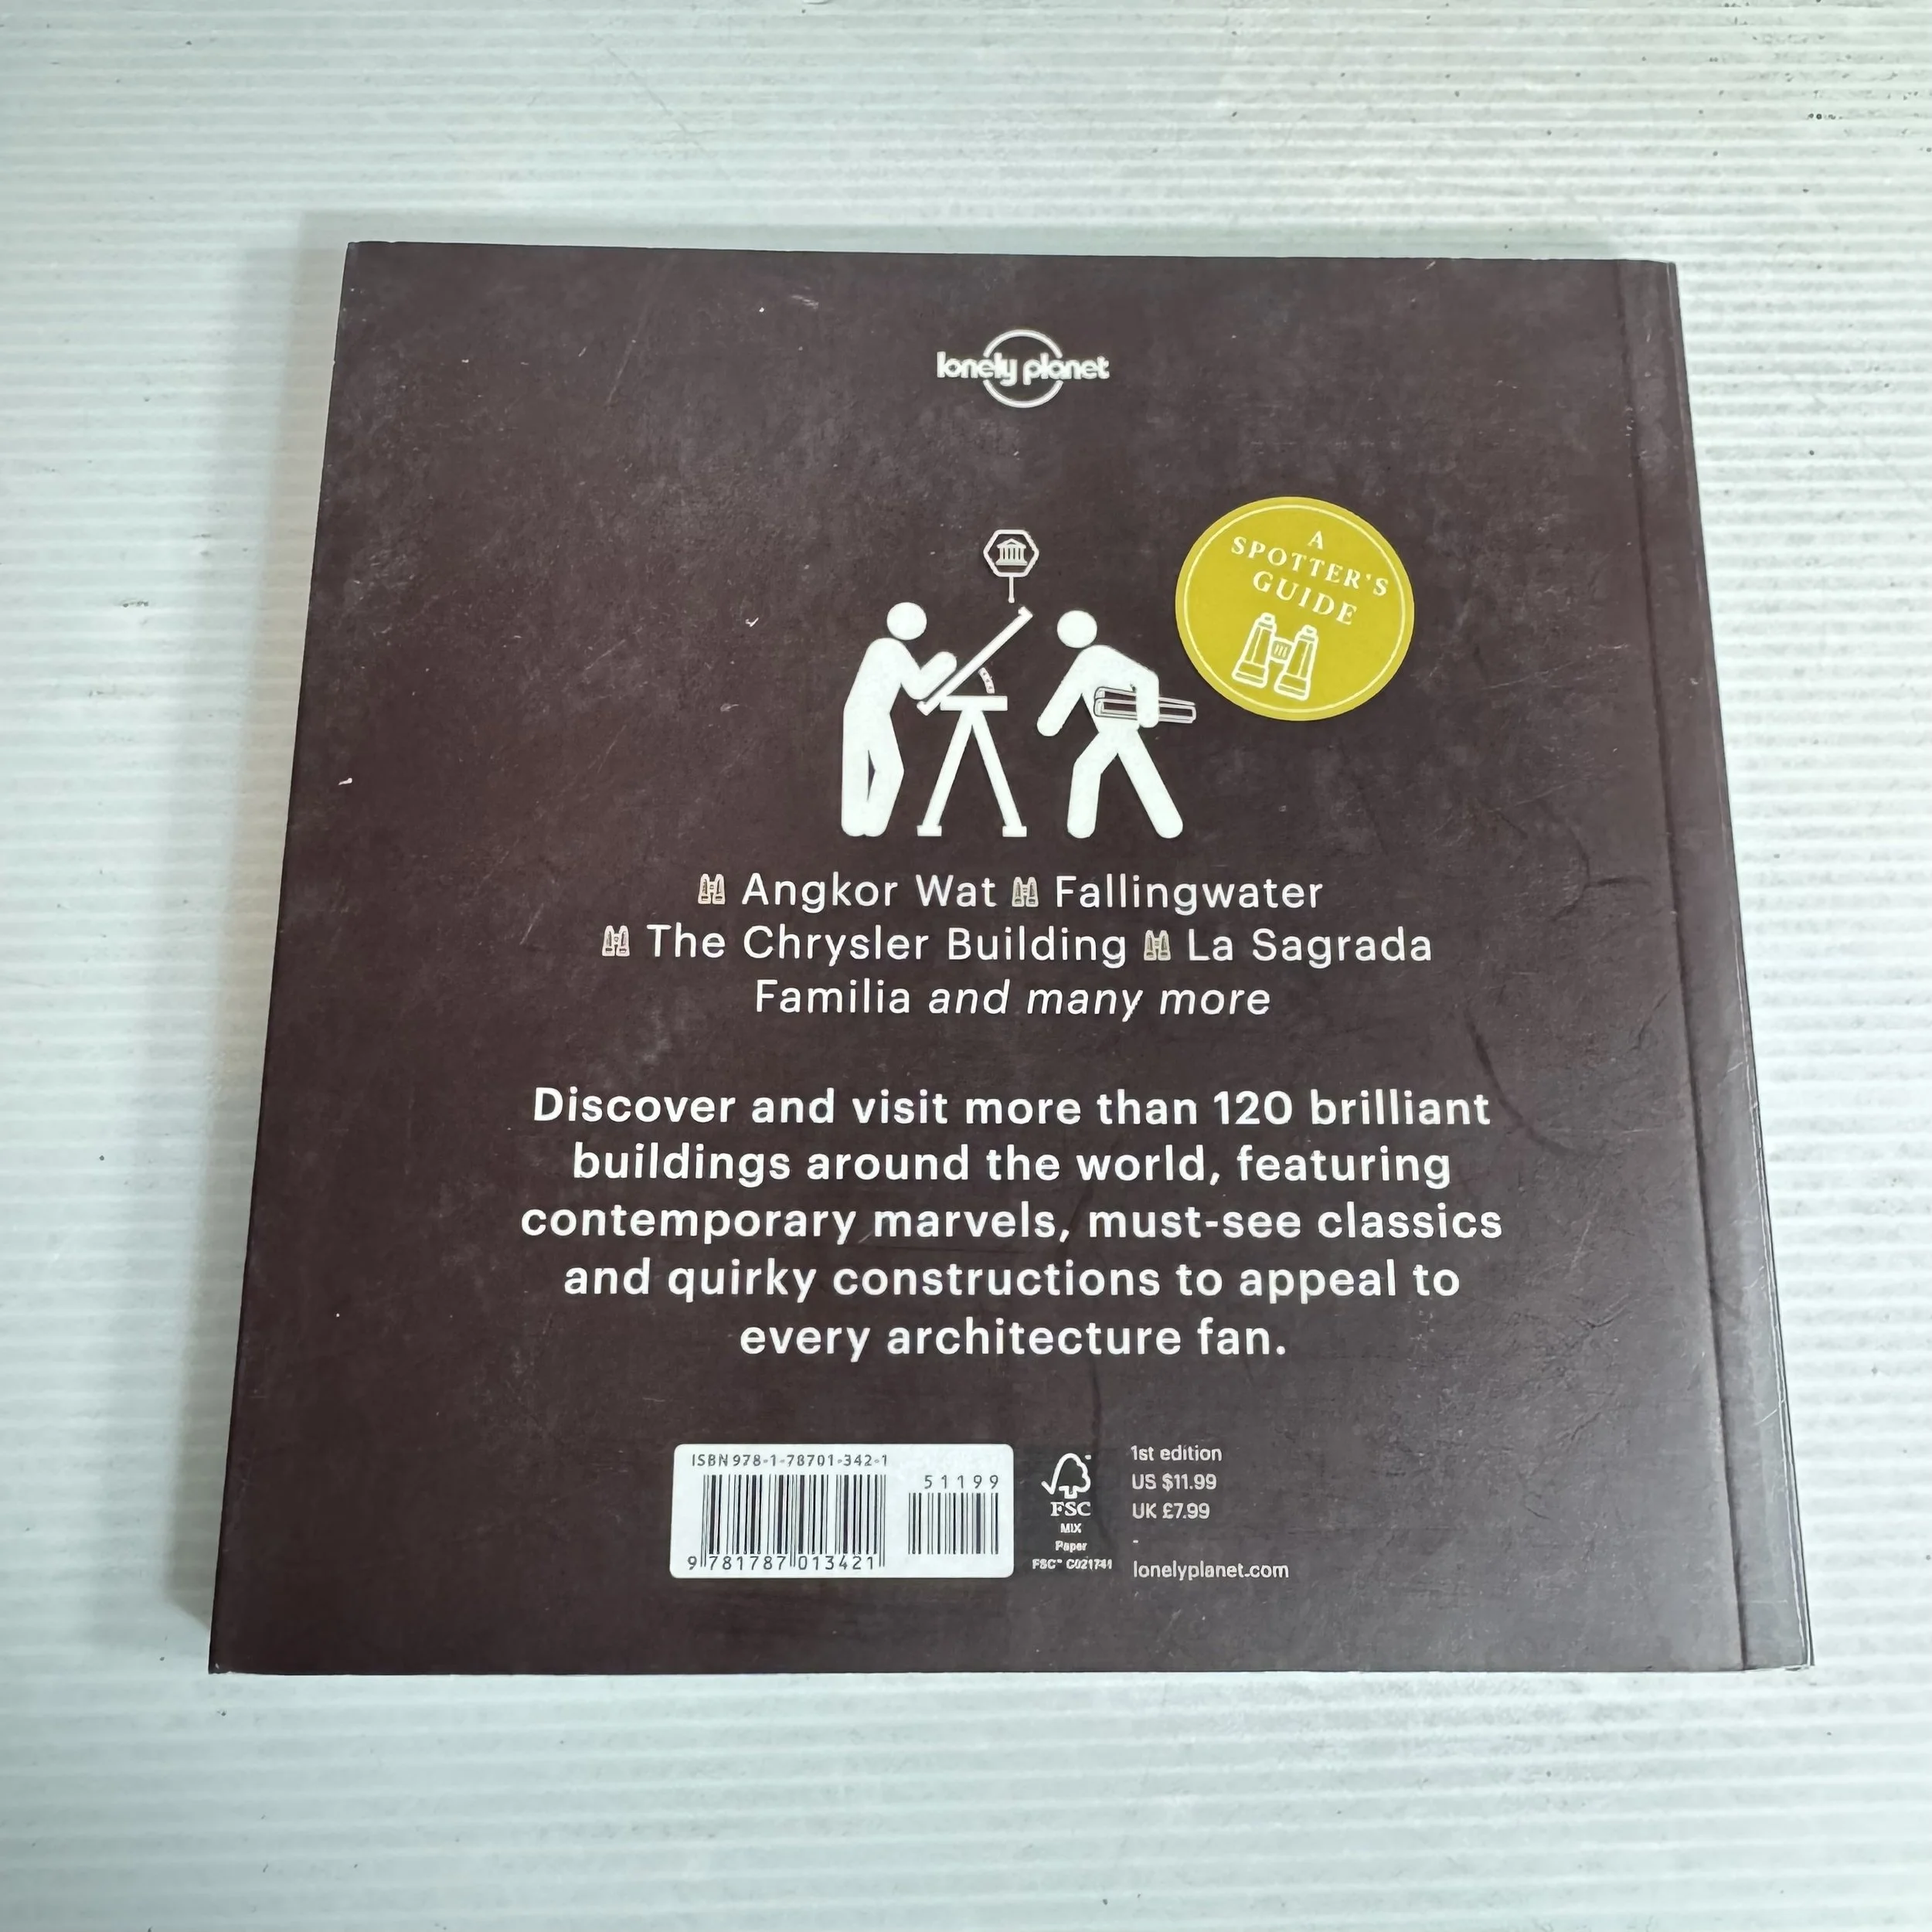 lonely planet
A
SPOTTER'S
GUIDE
Angkor Wat Fallingwater
The Chrysler Building La Sagrada
Familia and many more
Discover and visit more than 120 brilliant
buildings around the world, featuring
contemporary marvels, must-see classics
and quirky constructions to appeal to
every architecture fan.
ISBN 978-1-78701-342-1
51199
9 781787 013421
FSC
MIX
Paper
FSC™ C021741
1st edition
US $11.99
UK £7.99
-
lonelyplanet.com